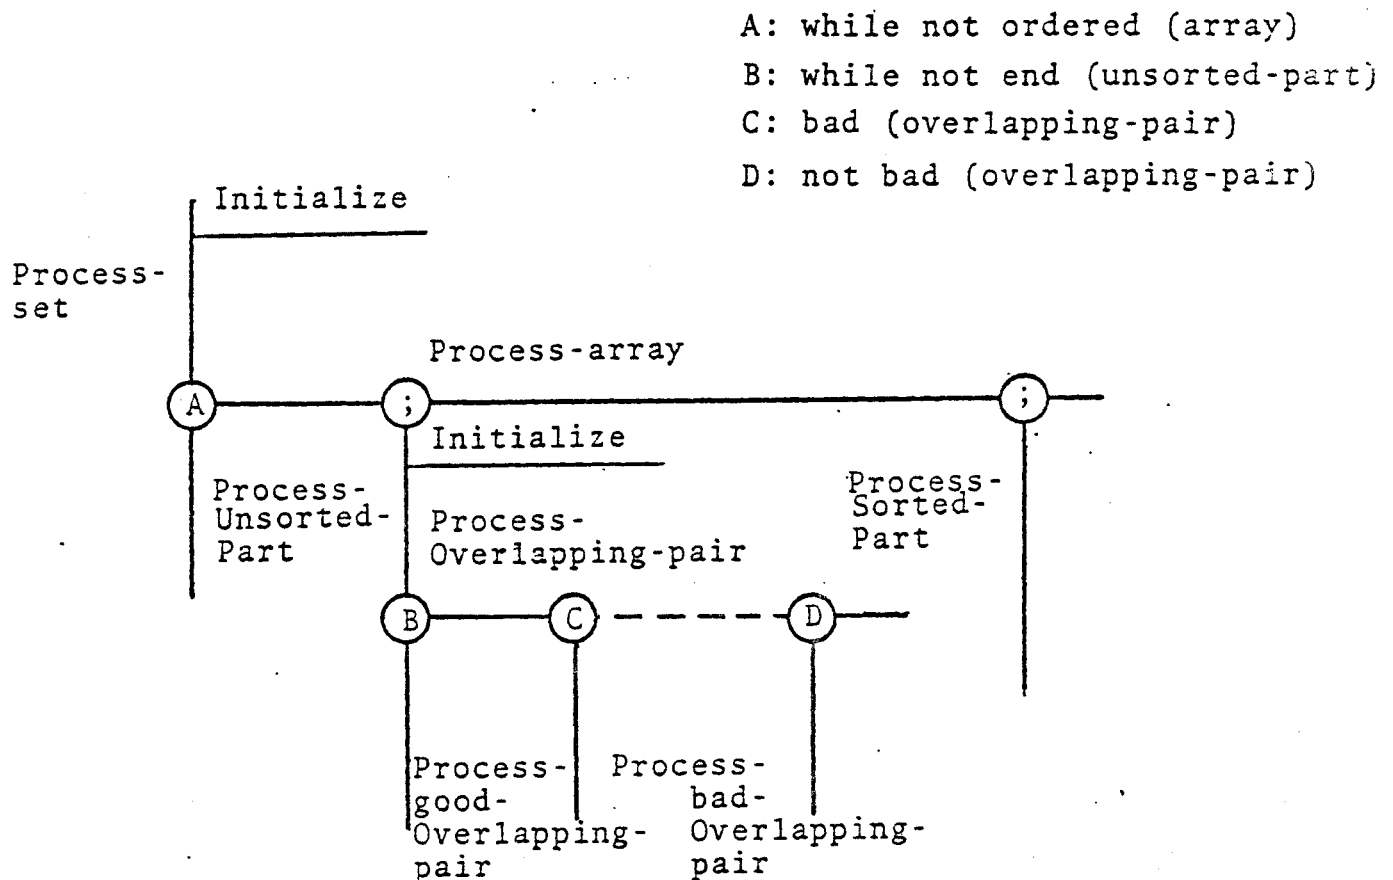 A: while not ordered (array)
B: while not end (unsorted-part)
C: bad (overlapping-pair)
D: not bad (overlapping-pair)
Initialize
Process-
set
Process-array
A
;
;
Initialize
Process-
Unsorted-
Part
Process-
Overlapping-pair
Process-
Sorted-
Part
B
C
D
Process-
good-
Overlapping-
pair
Process-
bad-
Overlapping-
pair